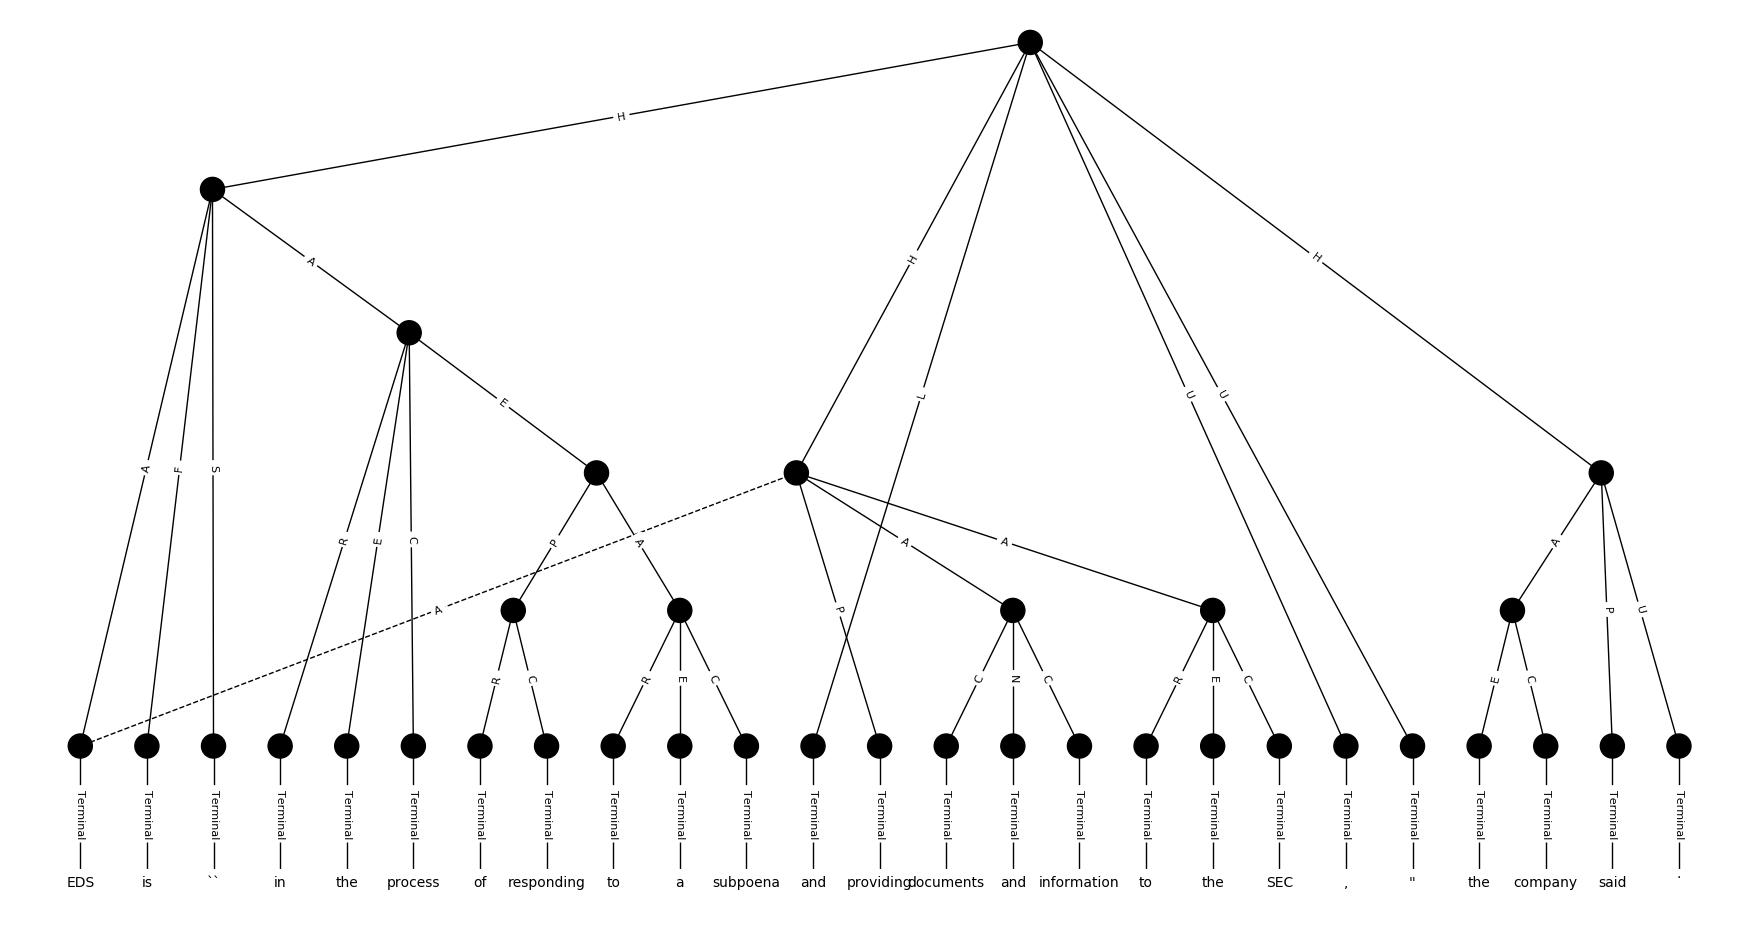 H
A
H
H
A F S
E
L
U U
R E C
P A
A
A A
A
A
P
P U
R C
R E C
C N C
R E C
E C
Terminal Terminal Terminal Terminal Terminal Terminal Terminal Terminal Terminal Terminal Terminal Terminal Terminal Terminal Terminal Terminal Terminal Terminal Terminal Terminal Terminal Terminal Terminal Terminal Terminal
EDS is `` in the process of responding to a subpoena and providing documents and information to the SEC , " the company said .